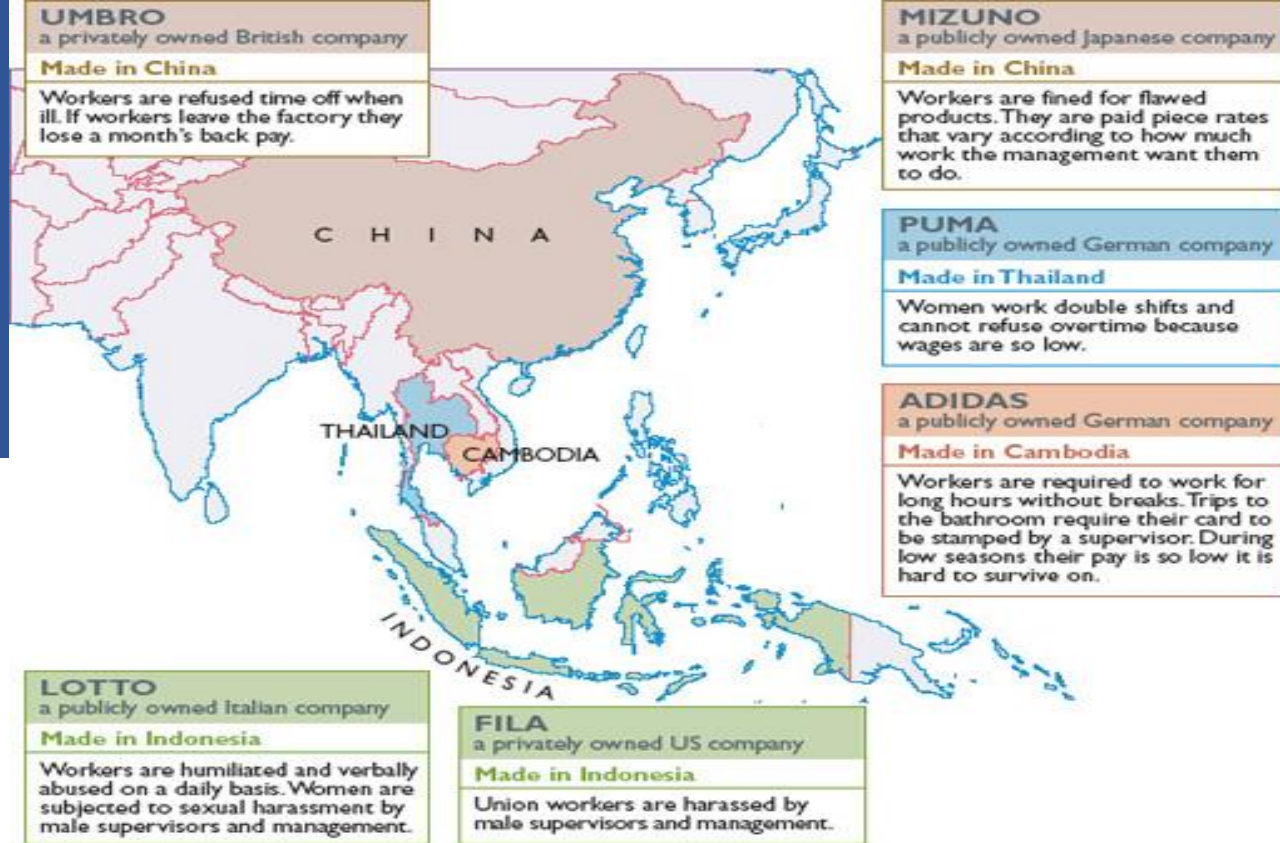 UMBRO
a privately owned British company
Made in China
Workers are refused time off when
ill. If workers leave the factory they
lose a month's back pay.
MIZUNO
a publicly owned Japanese company
Made in China
Workers are fined for flawed
products. They are paid piece rates
that vary according to how much
work the management want them
to do.
PUMA
a publicly owned German company
Made in Thailand
Women work double shifts and
cannot refuse overtime because
wages are so low.
ADIDAS
a publicly owned German company
Made in Cambodia
Workers are required to work for
long hours without breaks. Trips to
the bathroom require their card to
be stamped by a supervisor. During
low seasons their pay is so low it is
hard to survive on.
CHINA
THAILAND
CAMBODIA
INDONESIA
LOTTO
a publicly owned Italian company
Made in Indonesia
Workers are humiliated and verbally
abused on a daily basis. Women are
subjected to sexual harassment by
male supervisors and management.
FILA
a privately owned US company
Made in Indonesia
Union workers are harassed by
male supervisors and management.